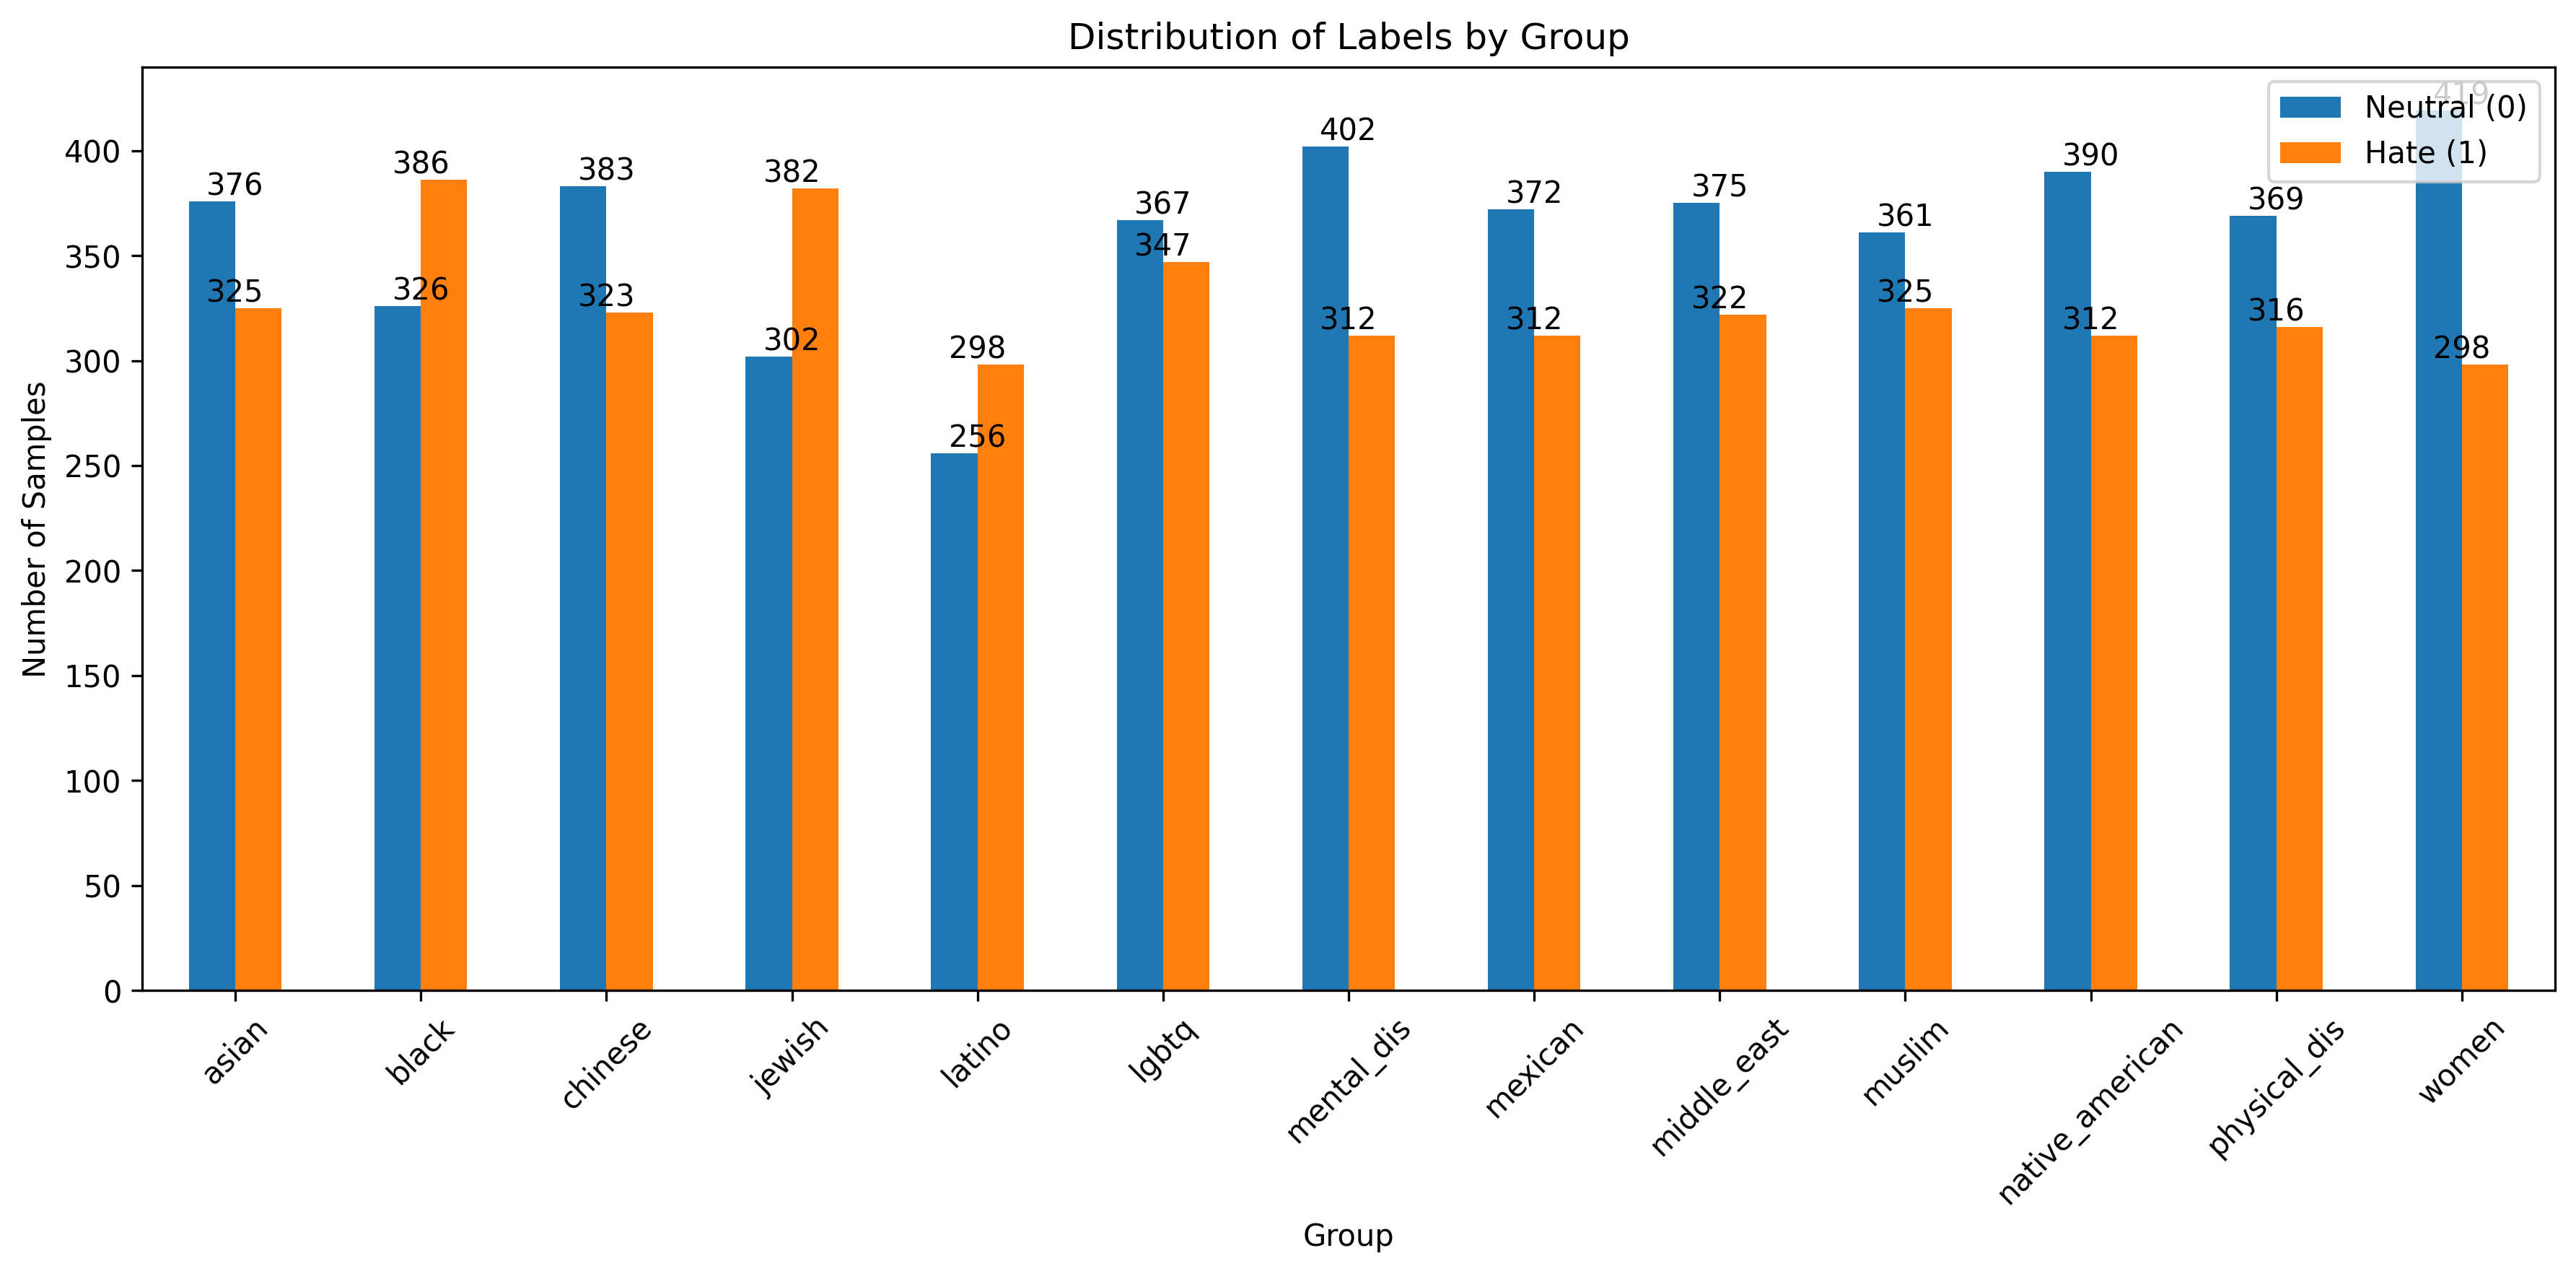 Distribution of Labels by Group
Neutral (0)
Hate (1)
Number of Samples
400
350
300
250
200
150
100
50
0
376
325
326
386
383
323
302
382
256
298
367
347
402
312
372
312
375
322
361
325
390
312
369
316
419
298
asian
black
chinese
jewish
latino
lgbtq
mental_dis
mexican
middle_east
muslim
native_american
physical_dis
women
Group